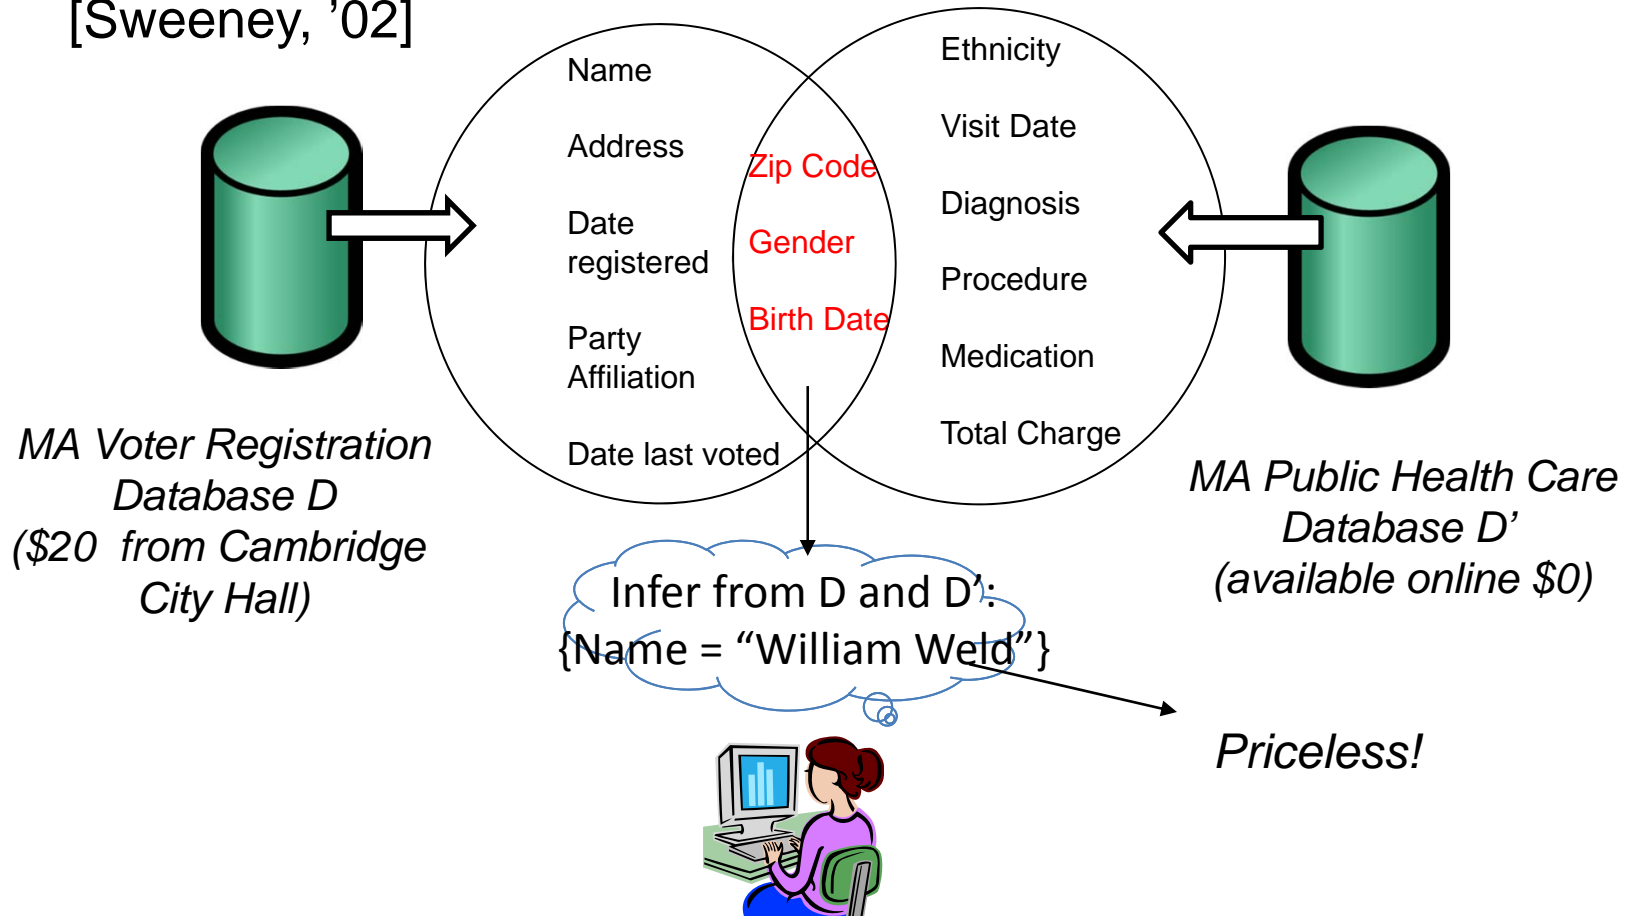 [Sweeney, ’02]
Name
Address
Date
registered
Party
Affiliation
Date last voted
Zip Code
Gender
Birth Date
Ethnicity
Visit Date
Diagnosis
Procedure
Medication
Total Charge
MA Voter Registration
Database D
($20 from Cambridge
City Hall)
MA Public Health Care
Database D’
(available online $0)
Infer from D and D’:
{Name = “William Weld”}
Priceless!